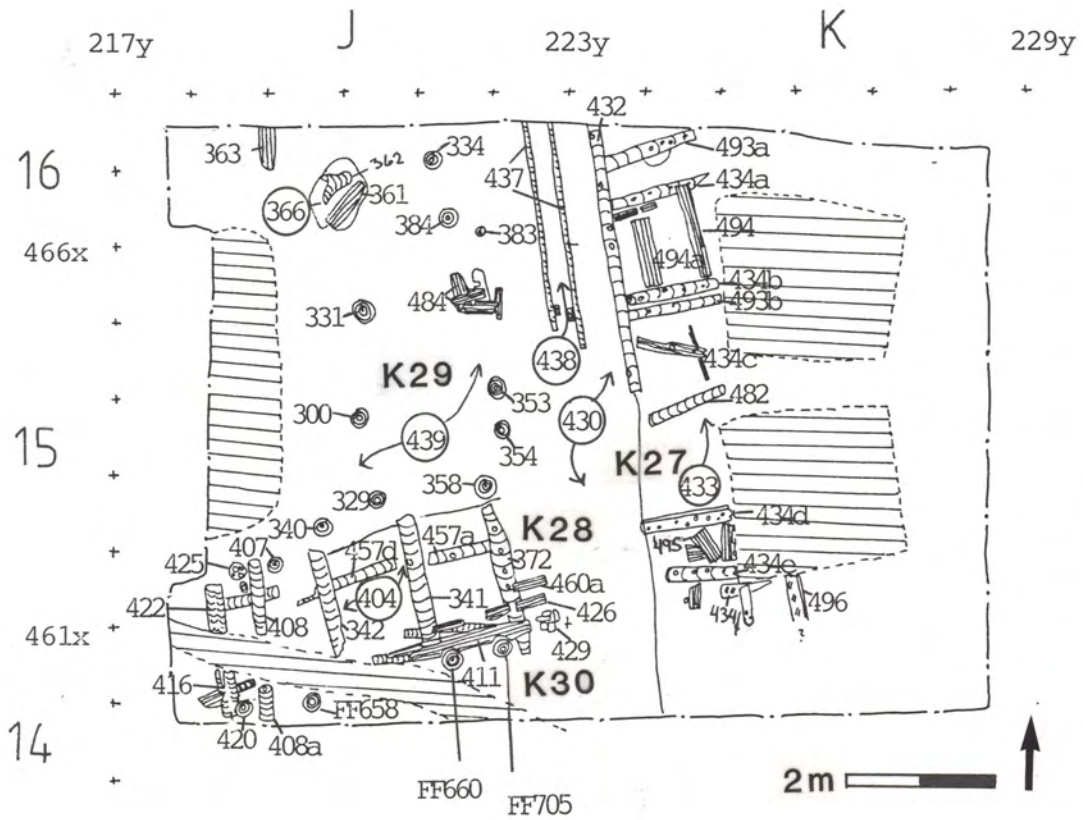 J K
217y 223y 229y
432
363 334 493a
16 362
361 437 434a
366
384 383 494
466x 494a
484 434b
493b
331
438 434c
K29
353 482
300 430
15 439 354 K27
433
358
329 434d
340 K28
457a 495
407 457d 372
425 434e
404 460a
422 341 426 434f 496
408 342 429 ?
461x
411
416 K30
FF658
420
14 408a
2m
FF660
FF705